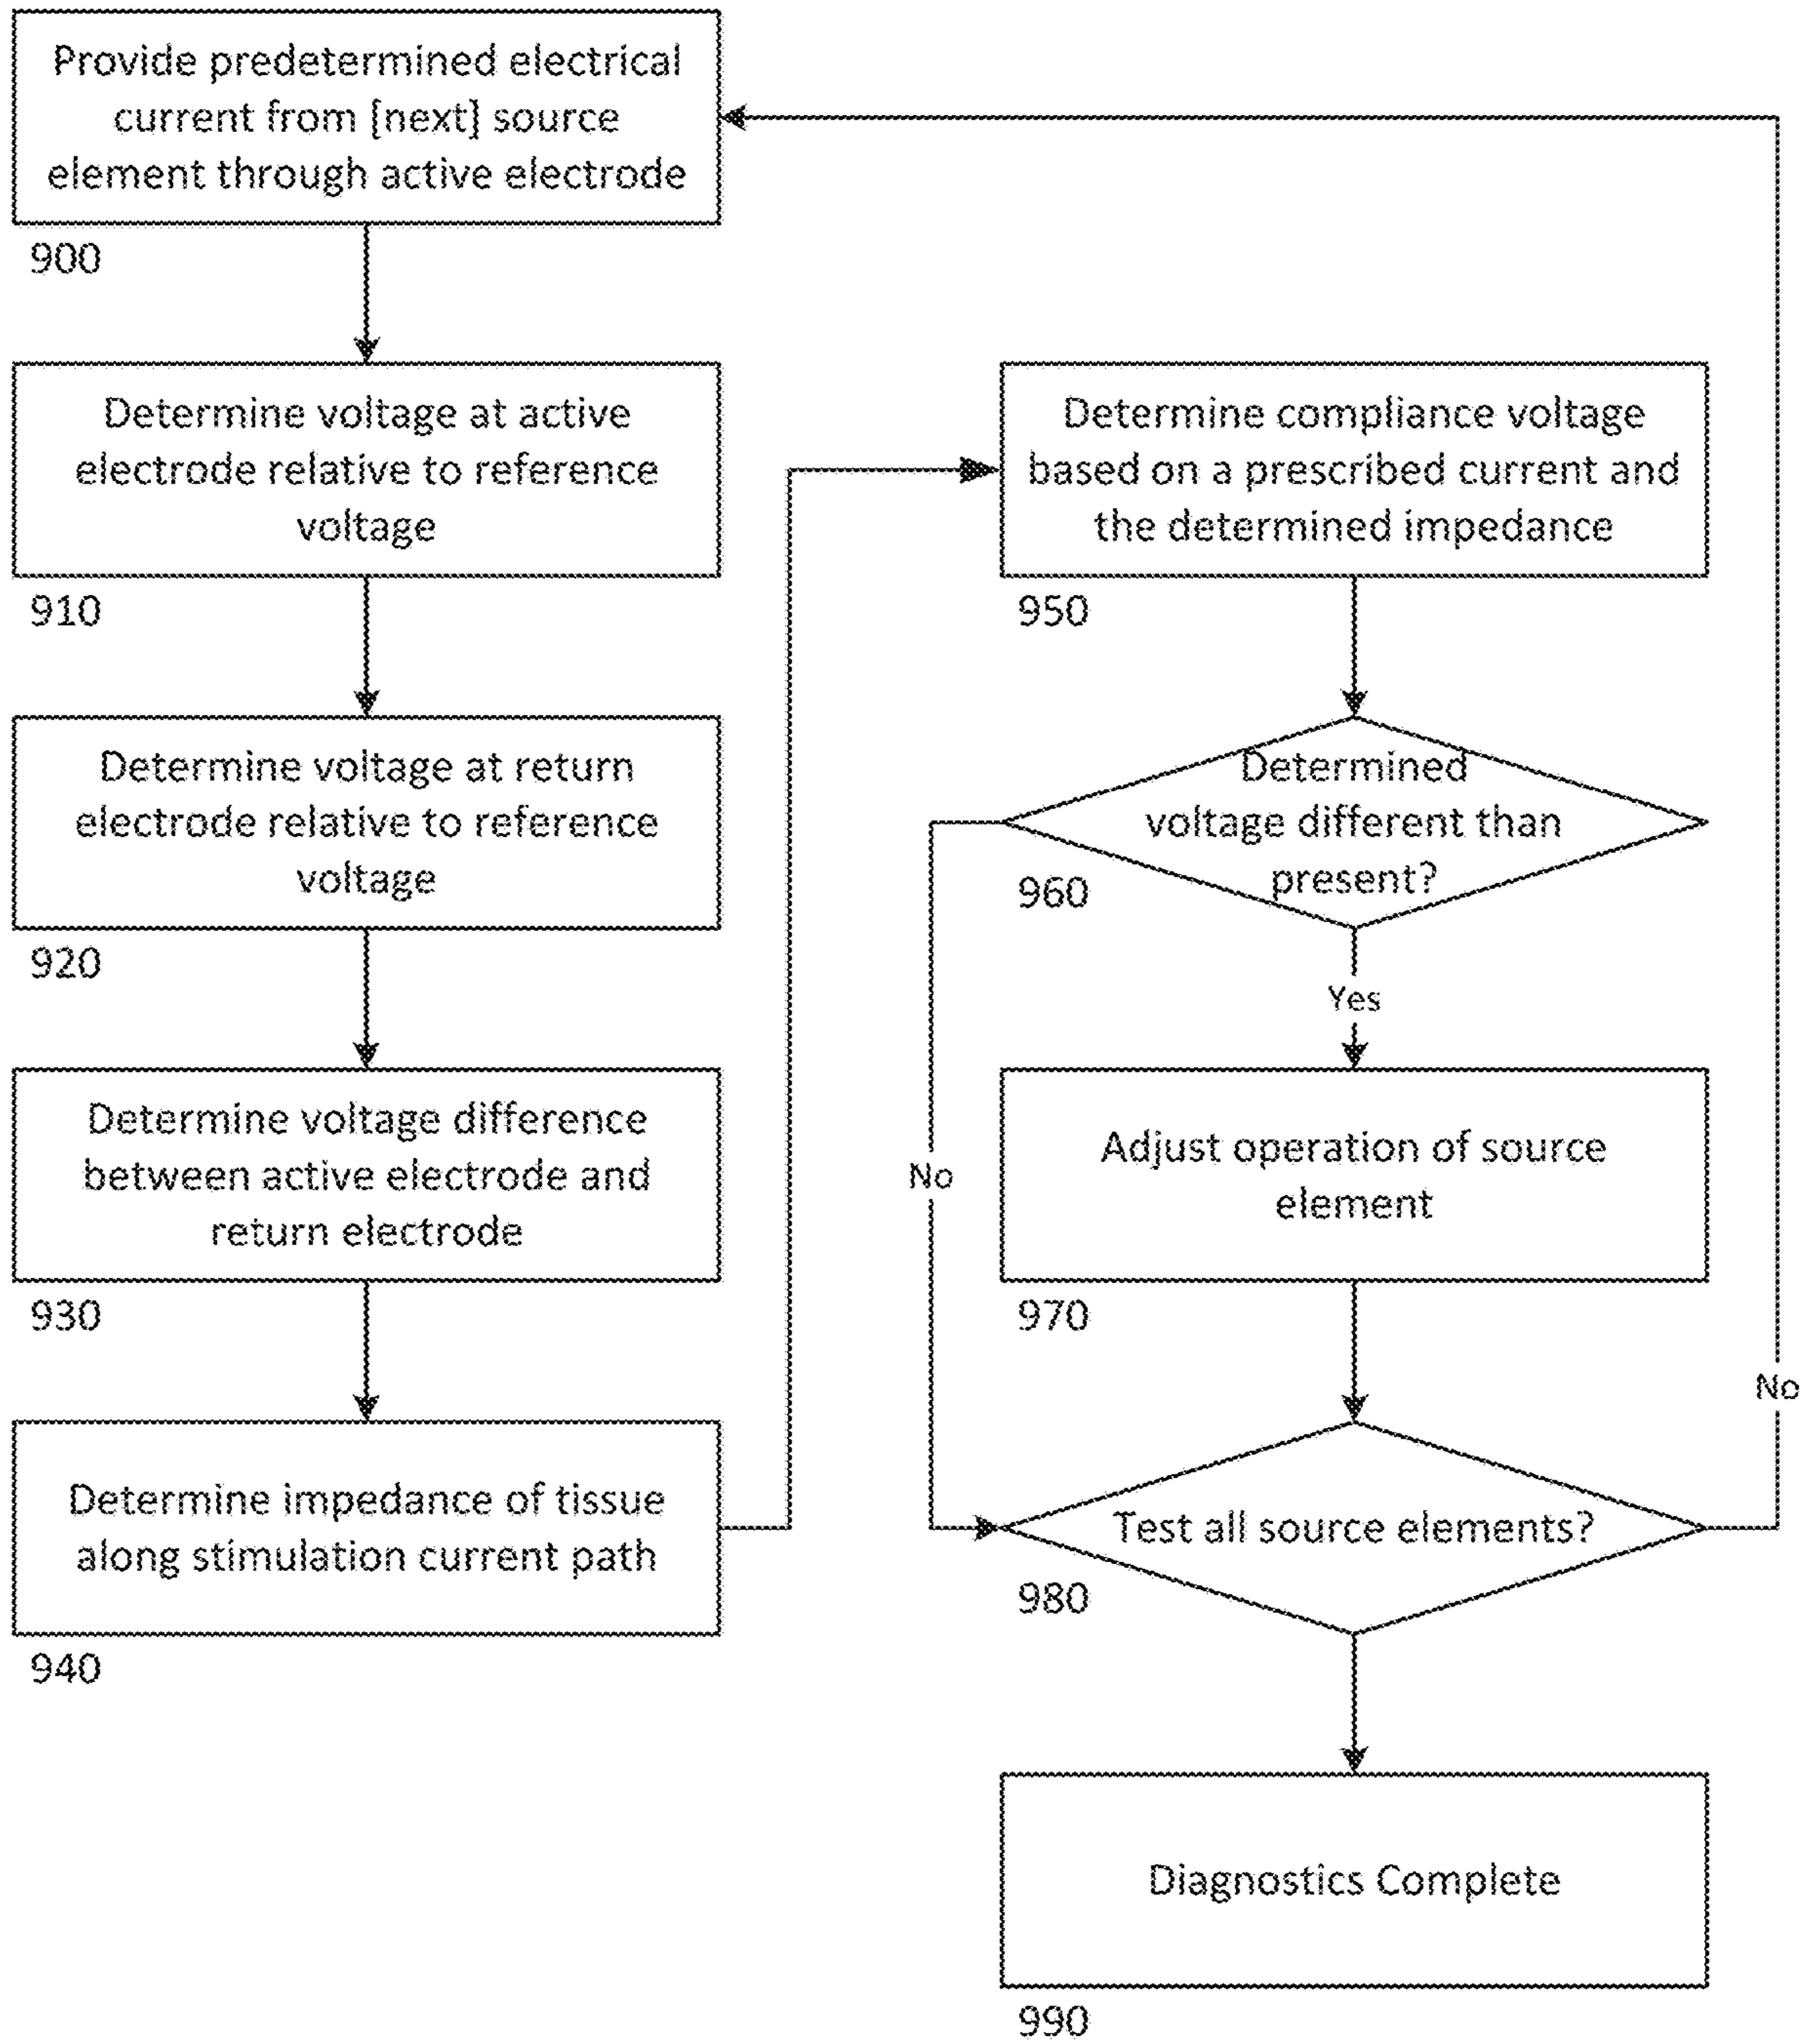 Provide predetermined electrical
current from [next] source
element through active electrode
900
Determine voltage at active
electrode relative to reference
voltage
910
Determine voltage at return
electrode relative to reference
voltage
920
Determine voltage difference
between active electrode and
return electrode
930
Determine impedance of tissue
along stimulation current path
940
Determine compliance voltage
based on a prescribed current and
the determined impedance
950
Determined
voltage different than
present?
960
Yes
No
Adjust operation of source
element
970
No
Test all source elements?
980
Diagnostics Complete
990